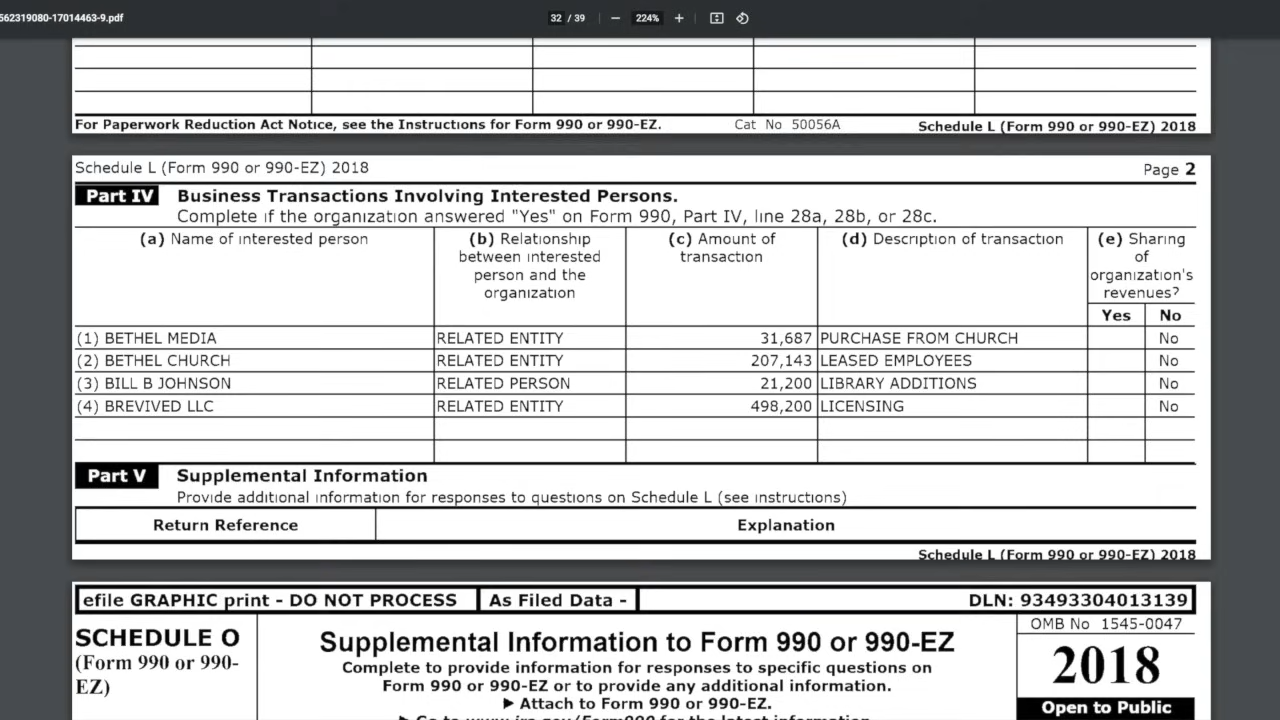 562319080-17014463-9.pdf
32 / 39
224%
For Paperwork Reduction Act Notice, see the Instructions for Form 990 or 990-EZ.
Cat No 50056A
Schedule L (Form 990 or 990-EZ) 2018
Schedule L (Form 990 or 990-EZ) 2018
Page 2
Part IV
Business Transactions Involving Interested Persons.
Complete if the organization answered "Yes" on Form 990, Part IV, line 28a, 28b, or 28c.
(a) Name of interested person
(b) Relationship
between interested
person and the
organization
(c) Amount of
transaction
(d) Description of transaction
(e) Sharing
of
organization's
revenues?
Yes No
(1) BETHEL MEDIA RELATED ENTITY 31,687 PURCHASE FROM CHURCH No
(2) BETHEL CHURCH RELATED ENTITY 207,143 LEASED EMPLOYEES No
(3) BILL B JOHNSON RELATED PERSON 21,200 LIBRARY ADDITIONS No
(4) BREVIVED LLC RELATED ENTITY 498,200 LICENSING No
Part V
Supplemental Information
Provide additional information for responses to questions on Schedule L (see instructions)
Return Reference Explanation
Schedule L (Form 990 or 990-EZ) 2018
efile GRAPHIC print - DO NOT PROCESS As Filed Data - DLN: 93493304013139
SCHEDULE O
(Form 990 or 990-
EZ)
Supplemental Information to Form 990 or 990-EZ
Complete to provide information for responses to specific questions on
Form 990 or 990-EZ or to provide any additional information.
▶ Attach to Form 990 or 990-EZ.
▶ Go to www.irs.gov/Form990 for the latest information.
OMB No 1545-0047
2018
Open to Public